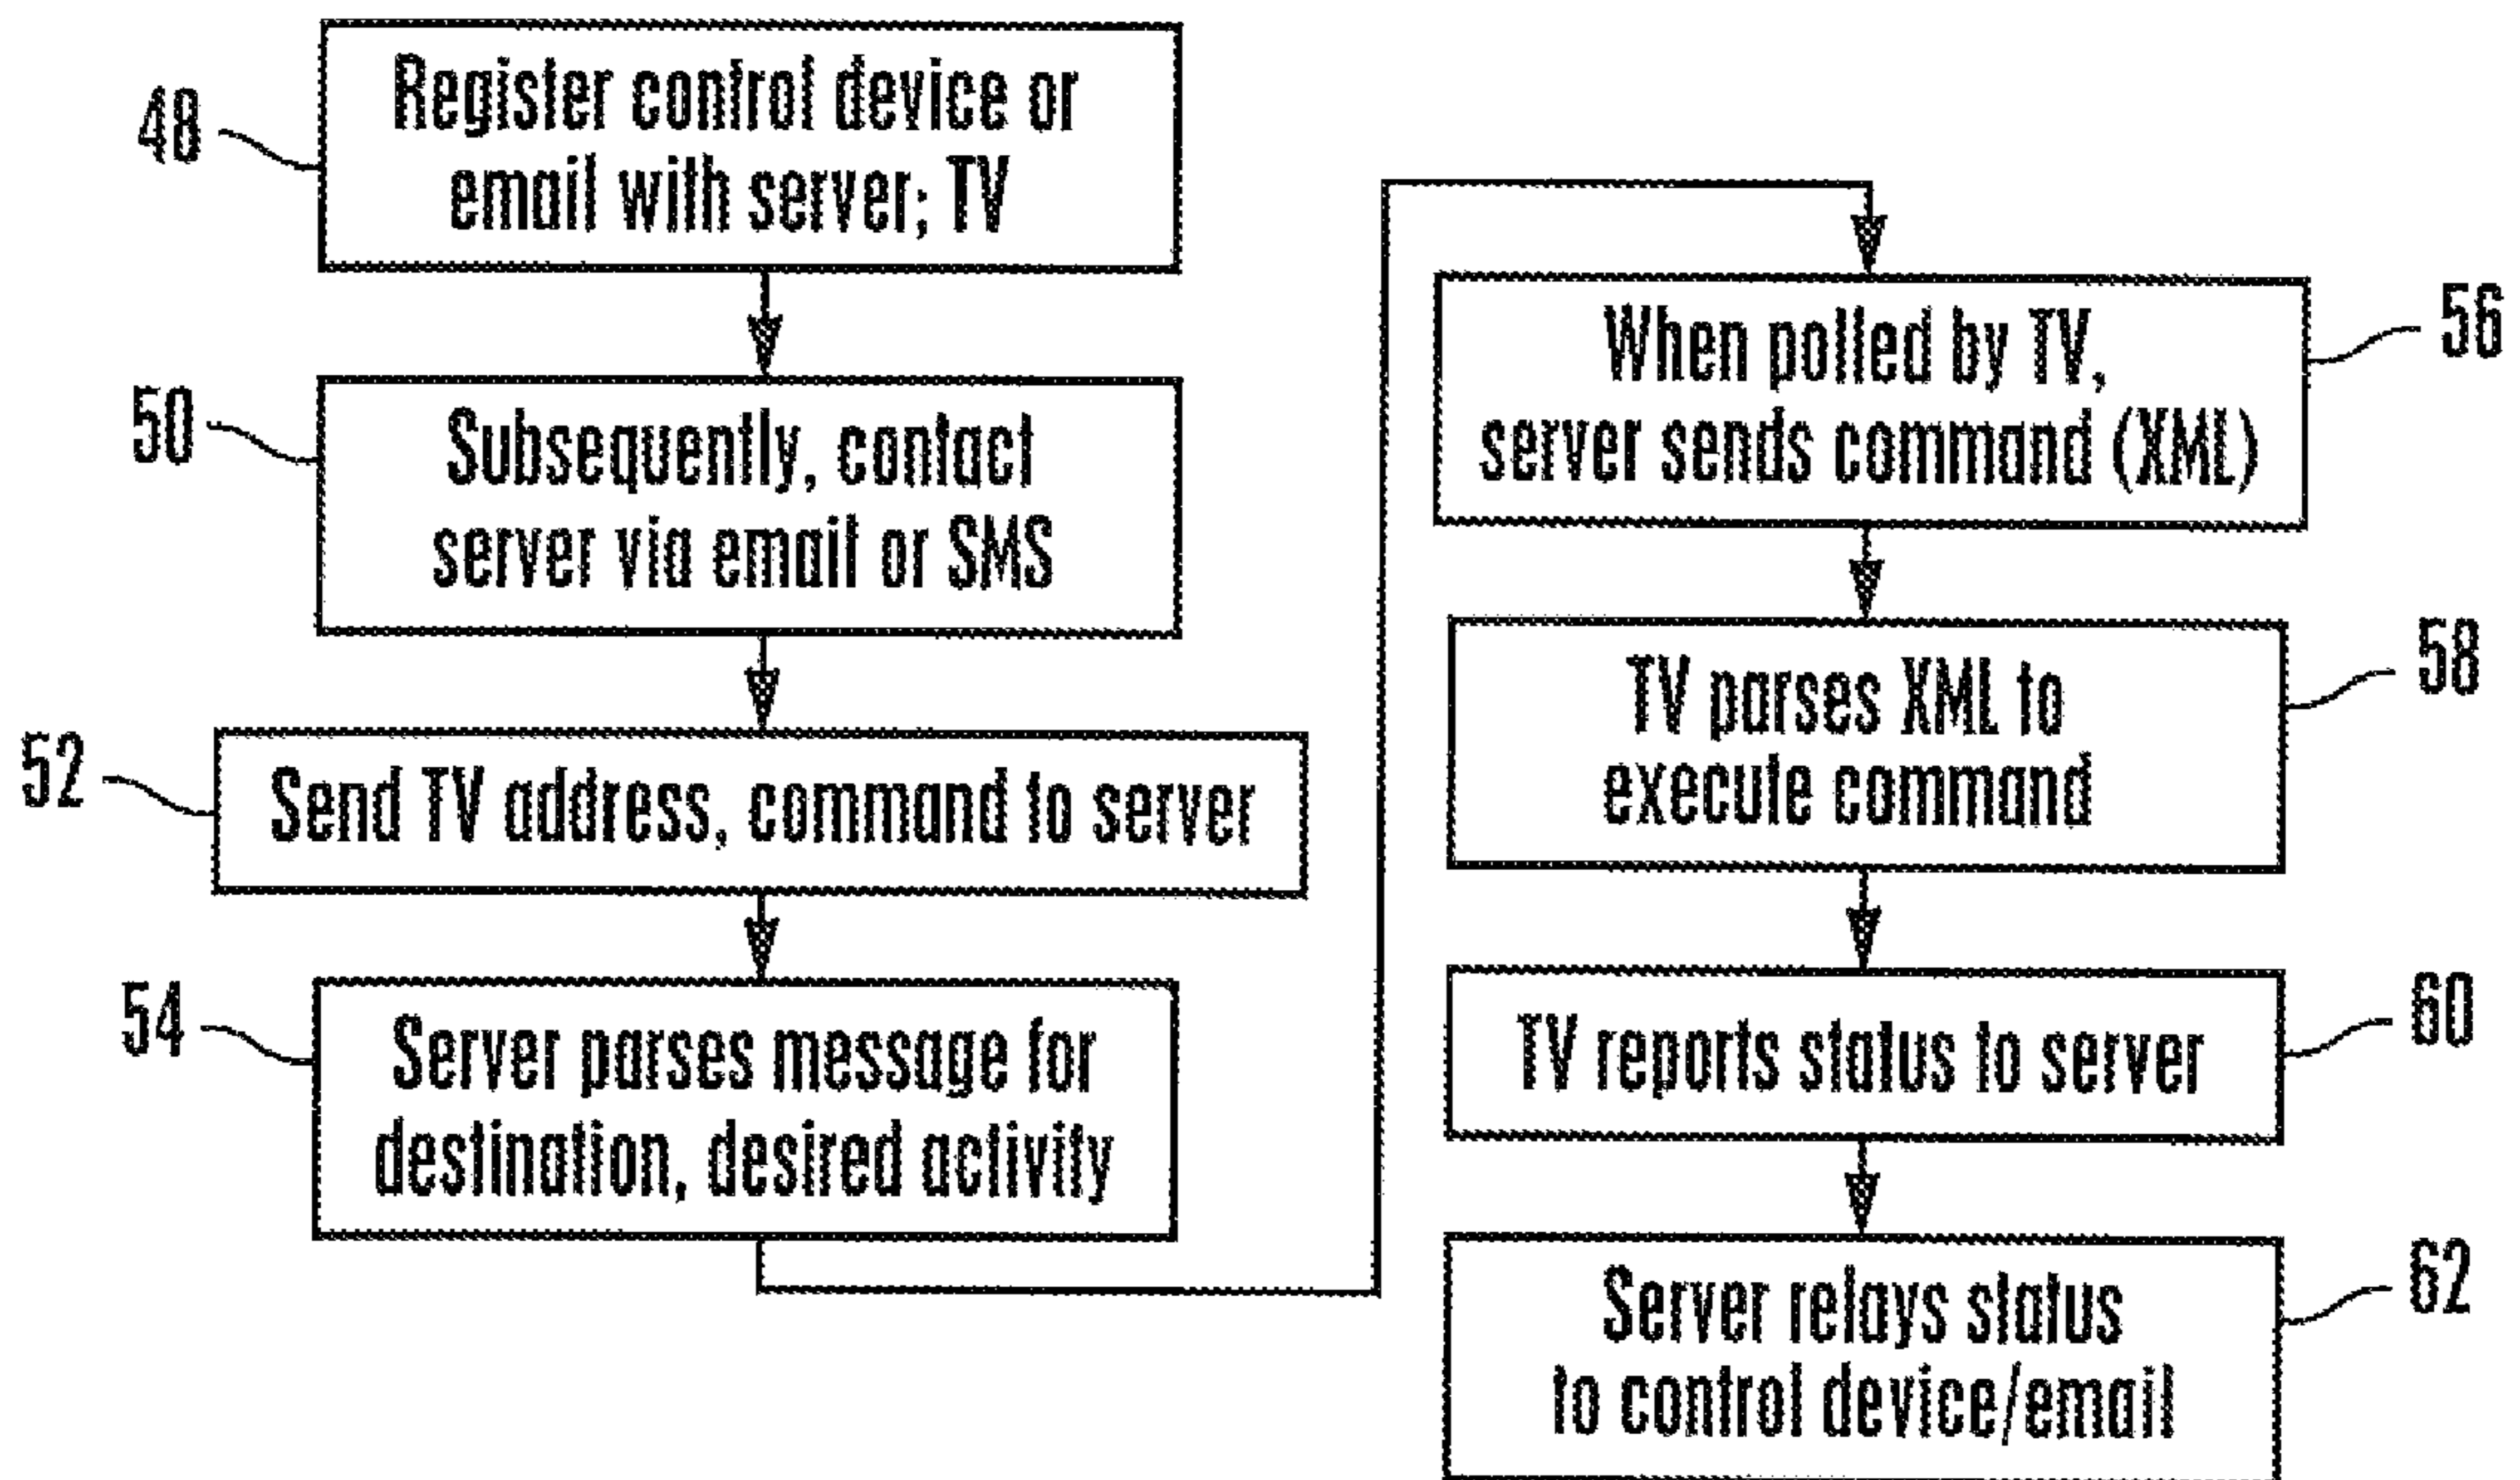 48
Register control device or
email with server; TV
50
Subsequently, contact
server via email or SMS
52
Send TV address, command to server
54
Server parses message for
destination, desired activity
56
When polled by TV,
server sends command (XML)
58
TV parses XML to
execute command
60
TV reports status to server
62
Server relays status
to control device/email